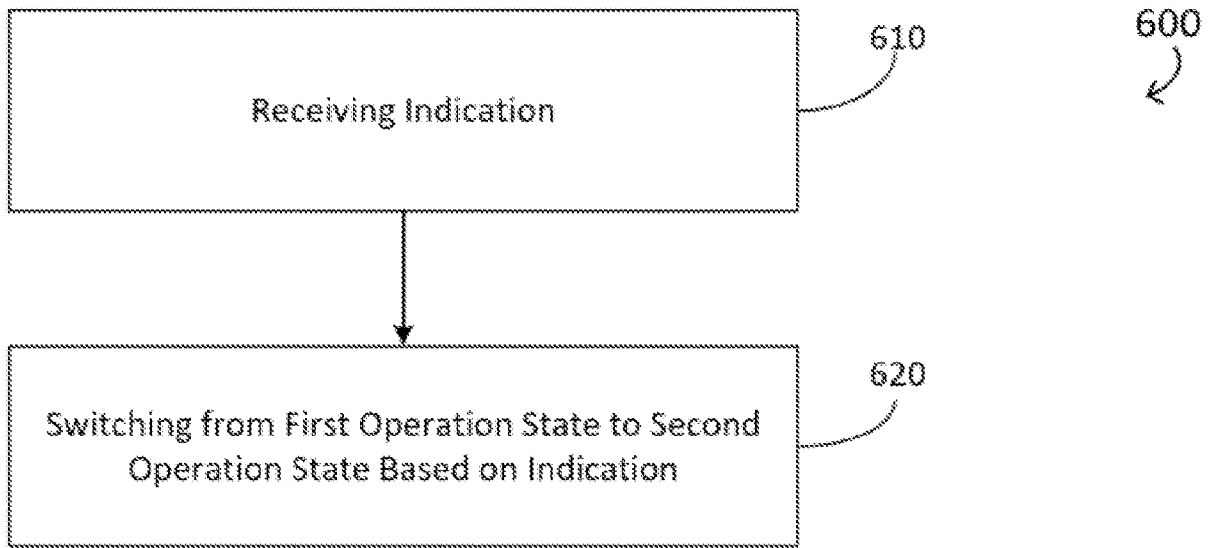 600
610
Receiving Indication
620
Switching from First Operation State to Second
Operation State Based on Indication